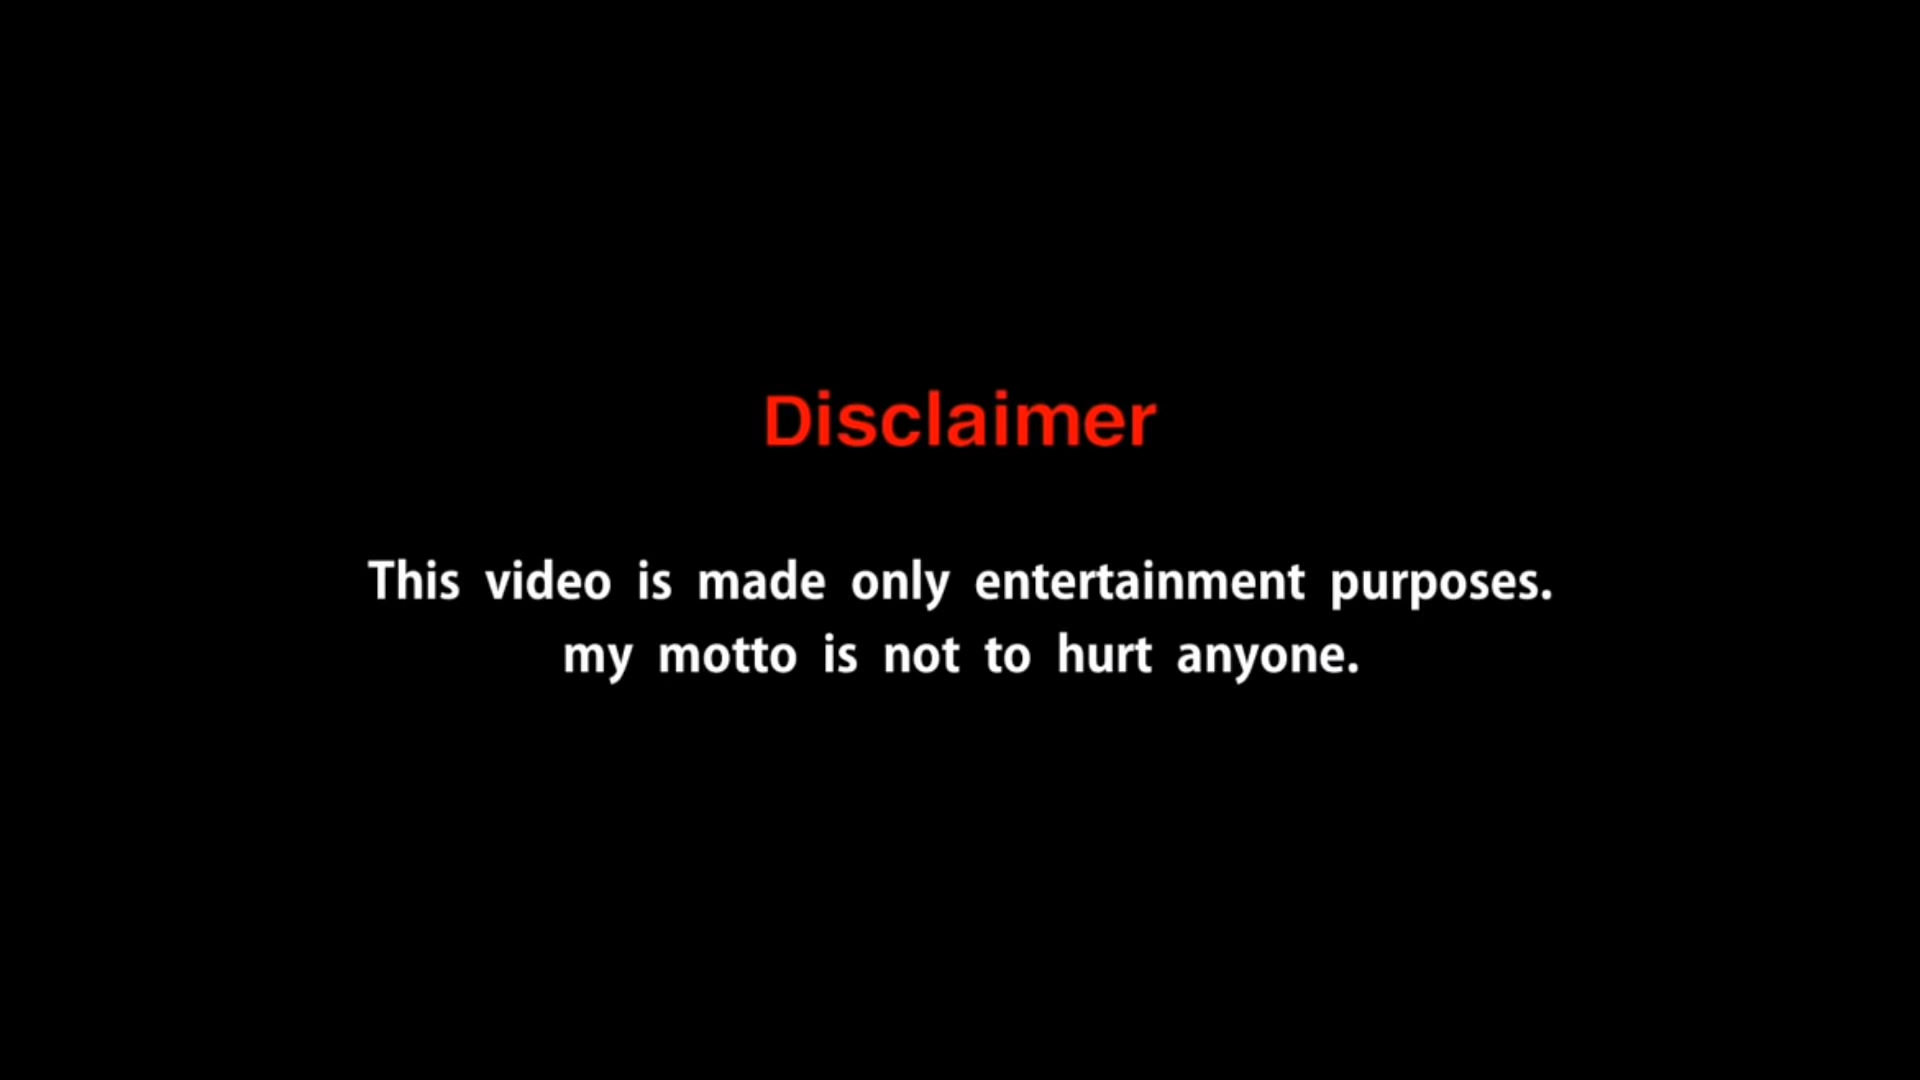 Disclaimer
This video is made only entertainment purposes.
my motto is not to hurt anyone.